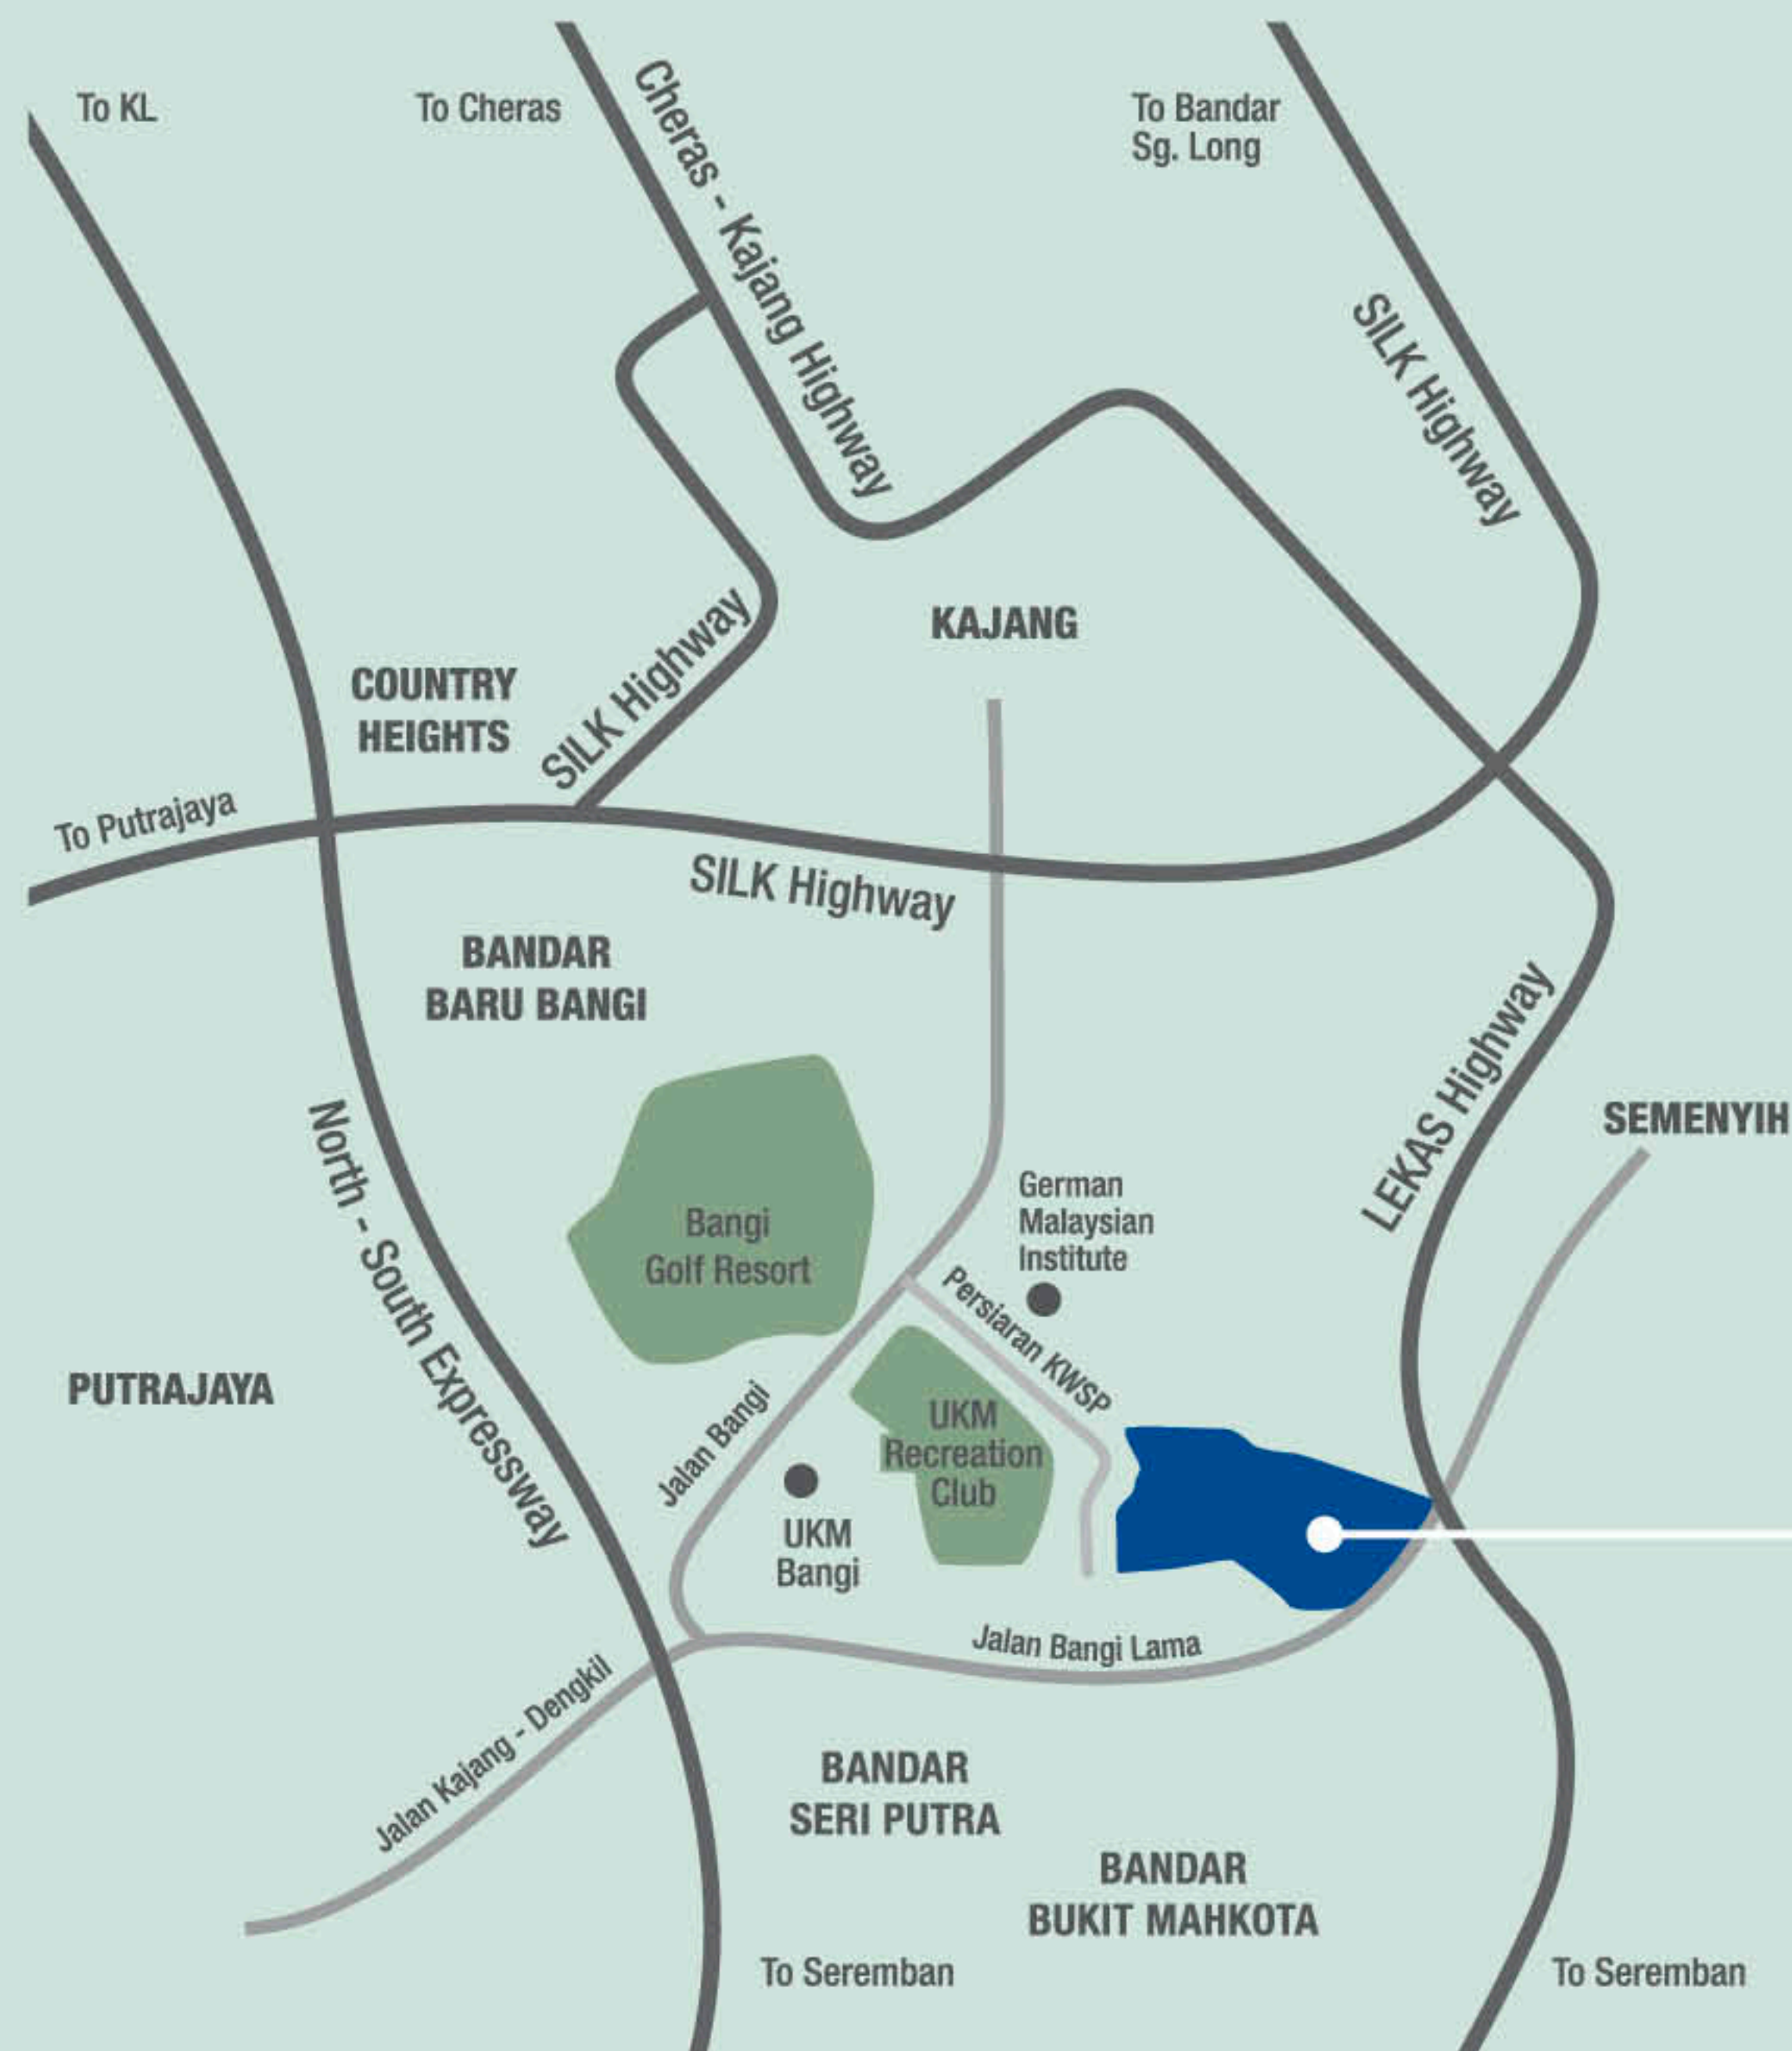 To KL
To Cheras
Cheras - Kajang Highway
To Bandar
Sg. Long
SILK Highway
KAJANG
COUNTRY
HEIGHTS
SILK Highway
To Putrajaya
SILK Highway
BANDAR
BARU BANGI
LEKAS Highway
SEMENYIH
North - South Expressway
Bangi
Golf Resort
German
Malaysian
Institute
Persiaran KWSP
PUTRAJAYA
Jalan Bangi
UKM
Recreation
Club
UKM
Bangi
Jalan Bangi Lama
Jalan Kajang - Dengkil
BANDAR
SERI PUTRA
BANDAR
BUKIT MAHKOTA
To Seremban
To Seremban